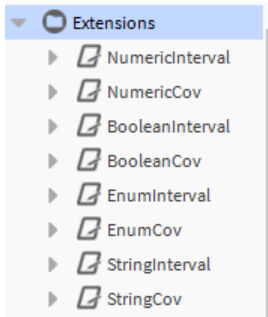 Extensions
NumericInterval
NumericCov
BooleanInterval
BooleanCov
EnumInterval
EnumCov
StringInterval
StringCov